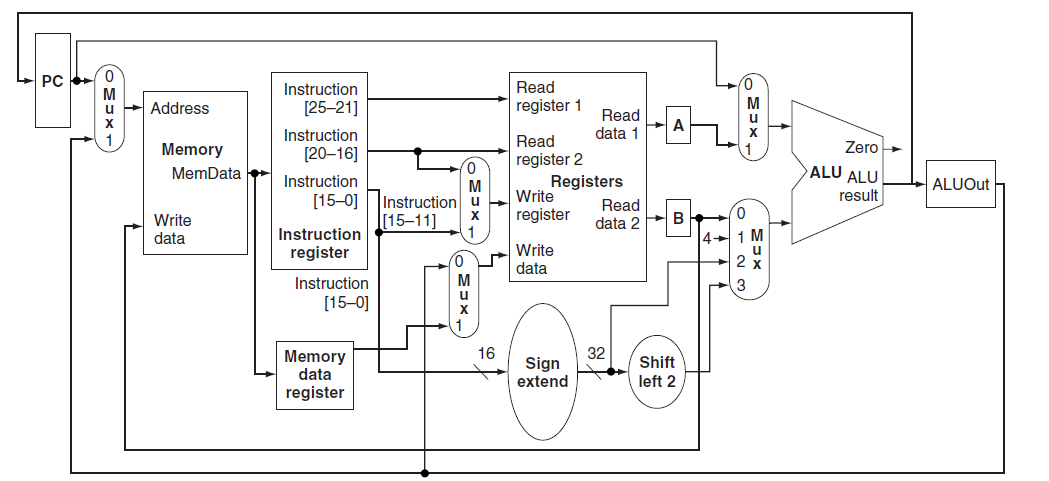 PC
0
M
u
x
1
Address
Memory
MemData
Write
data
Instruction
[25–21]
Instruction
[20–16]
Instruction
[15–0]
Instruction
register
Instruction
[15–0]
Instruction
[15–11]
Memory
data
register
0
M
u
x
1
0
M
u
x
1
Read
register 1
Read
register 2
Registers
Write
register
Write
data
Read
data 1
Read
data 2
16
Sign
extend
32
Shift
left 2
A
B
4
0
M
u
x
1
0
1 M
u
2 x
3
Zero
ALU
ALU
result
ALUOut